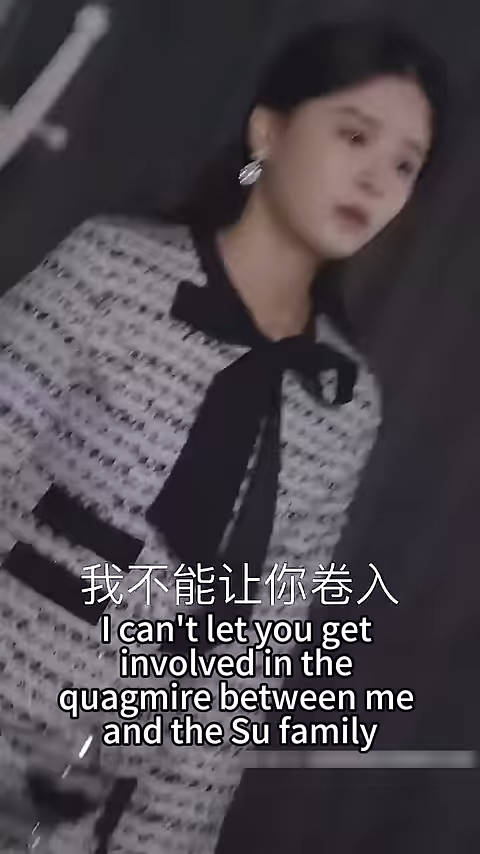 我不能让你卷入
I can't let you get
involved in the
quagmire between me
and the Su family